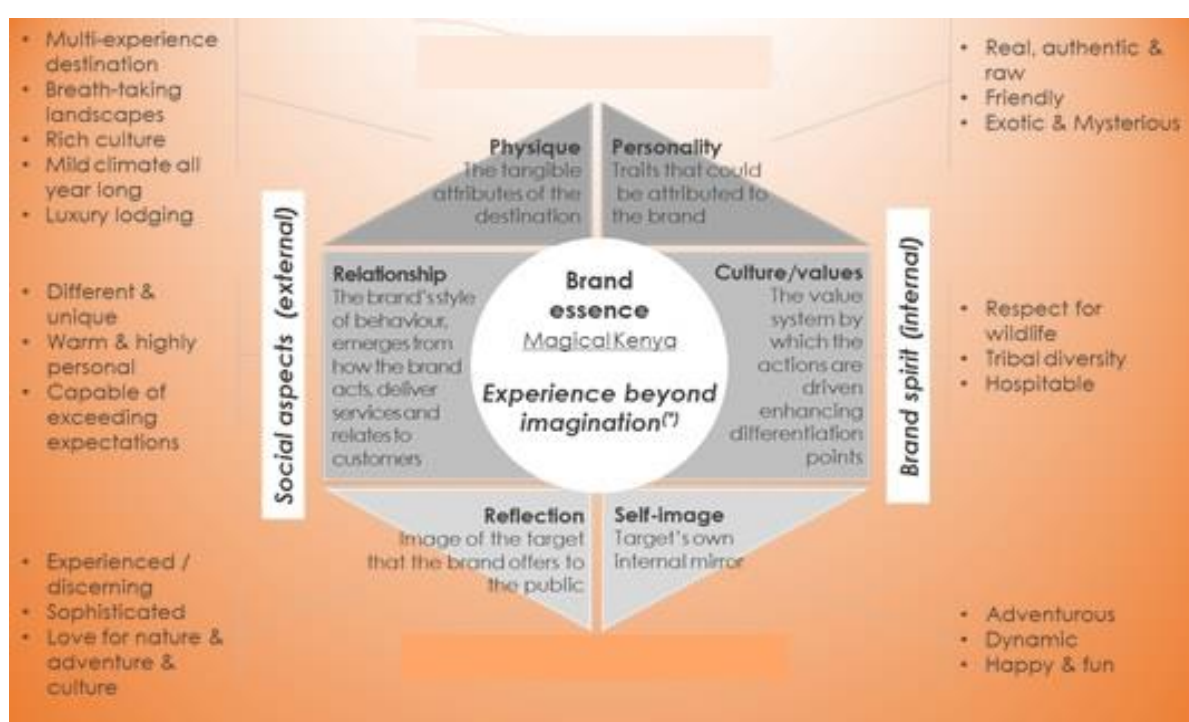 • Multi-experience
destination
• Breath-taking
landscapes
• Rich culture
• Mild climate all
year long
• Luxury lodging
• Different &
unique
• Warm & highly
personal
• Capable of
exceeding
expectations
• Experienced /
discerning
• Sophisticated
• Love for nature &
adventure &
culture
Social aspects (external)
Physique
The tangible
attributes of the
destination
Personality
Traits that could
be attributed to
the brand
Relationship
The brand's style
of behaviour,
emerges from
how the brand
acts, deliver
services and
relates to
customers
Brand
essence
Magical Kenya
Experience beyond
imagination(*)
Culture/values
The value
system by
which the
actions are
driven
enhancing
differentiation
points
Reflection
Image of the target
that the brand offers to
the public
Self-image
Target's own
internal mirror
Brand spirit (internal)
• Real, authentic &
raw
• Friendly
• Exotic & Mysterious
• Respect for
wildlife
• Tribal diversity
• Hospitable
• Adventurous
• Dynamic
• Happy & fun